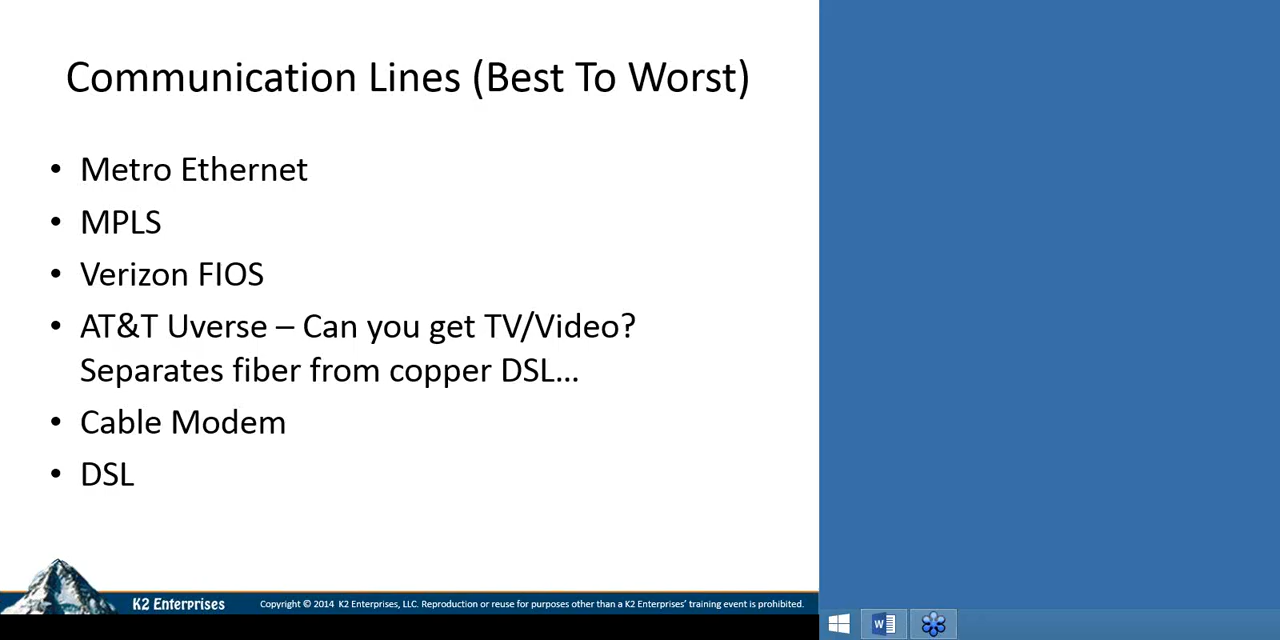 Communication Lines (Best To Worst)
• Metro Ethernet
• MPLS
• Verizon FIOS
• AT&T Uverse – Can you get TV/Video?
Separates fiber from copper DSL...
• Cable Modem
• DSL
K2 Enterprises
Copyright © 2014 K2 Enterprises, LLC. Reproduction or reuse for purposes other than a K2 Enterprises' training event is prohibited.
W